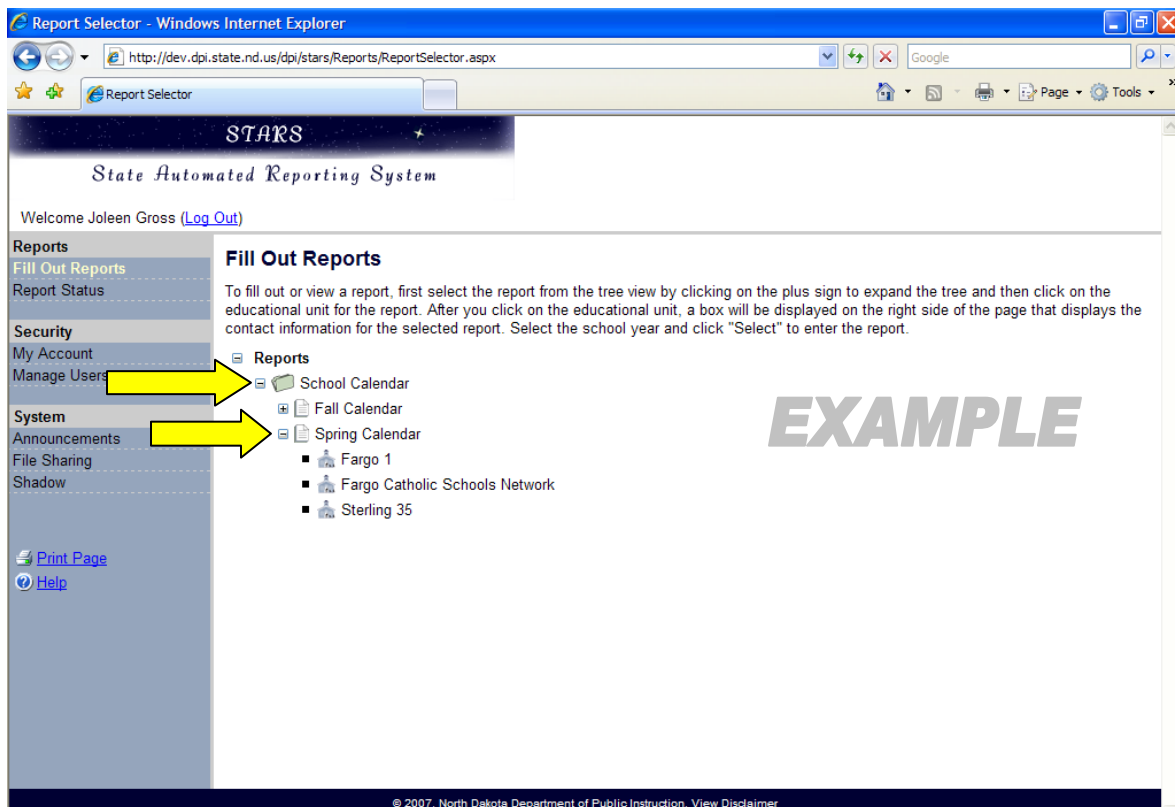 Report Selector - Windows Internet Explorer
http://dev.dpi.state.nd.us/dpi/stars/Reports/ReportSelector.aspx
Google
Report Selector
Page
Tools
STARS
State Automated Reporting System
Welcome Joleen Gross (Log Out)
Reports
Fill Out Reports
Report Status
Security
My Account
Manage Users
System
Announcements
File Sharing
Shadow
Print Page
Help
Fill Out Reports
To fill out or view a report, first select the report from the tree view by clicking on the plus sign to expand the tree and then click on the
educational unit for the report. After you click on the educational unit, a box will be displayed on the right side of the page that displays the
contact information for the selected report. Select the school year and click "Select" to enter the report.
Reports
School Calendar
Fall Calendar
Spring Calendar
Fargo 1
Fargo Catholic Schools Network
Sterling 35
EXAMPLE
© 2007, North Dakota Department of Public Instruction, View Disclaimer